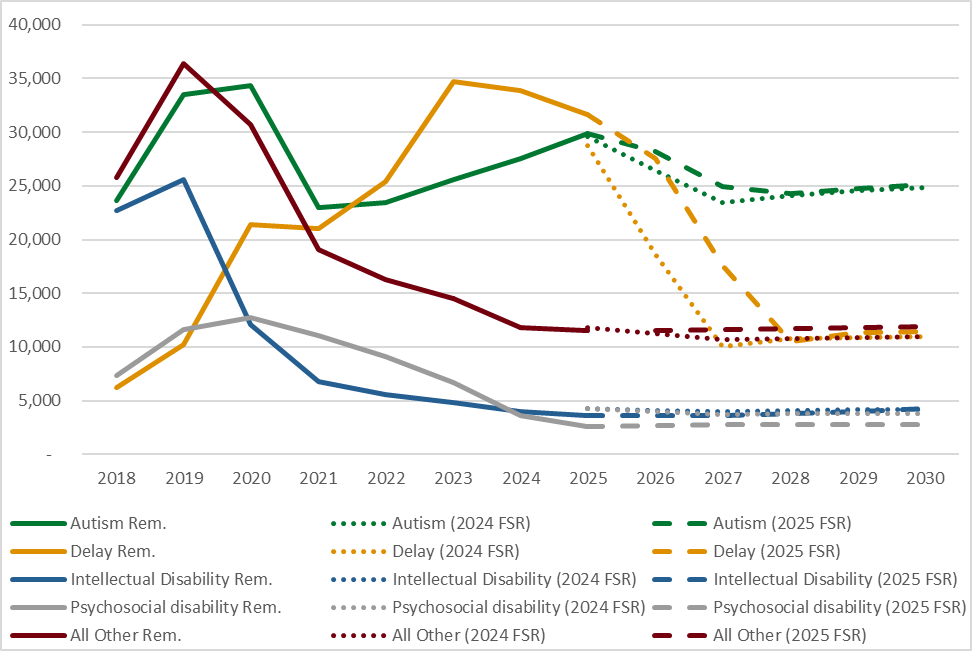 40,000
35,000
30,000
25,000
20,000
15,000
10,000
5,000
-
2018 2019 2020 2021 2022 2023 2024 2025 2026 2027 2028 2029 2030
Autism Rem. Autism (2024 FSR) Autism (2025 FSR)
Delay Rem. Delay (2024 FSR) Delay (2025 FSR)
Intellectual Disability Rem. Intellectual Disability (2024 FSR) Intellectual Disability (2025 FSR)
Psychosocial disability Rem. Psychosocial disability (2024 FSR) Psychosocial disability (2025 FSR)
All Other Rem. All Other (2024 FSR) All Other (2025 FSR)